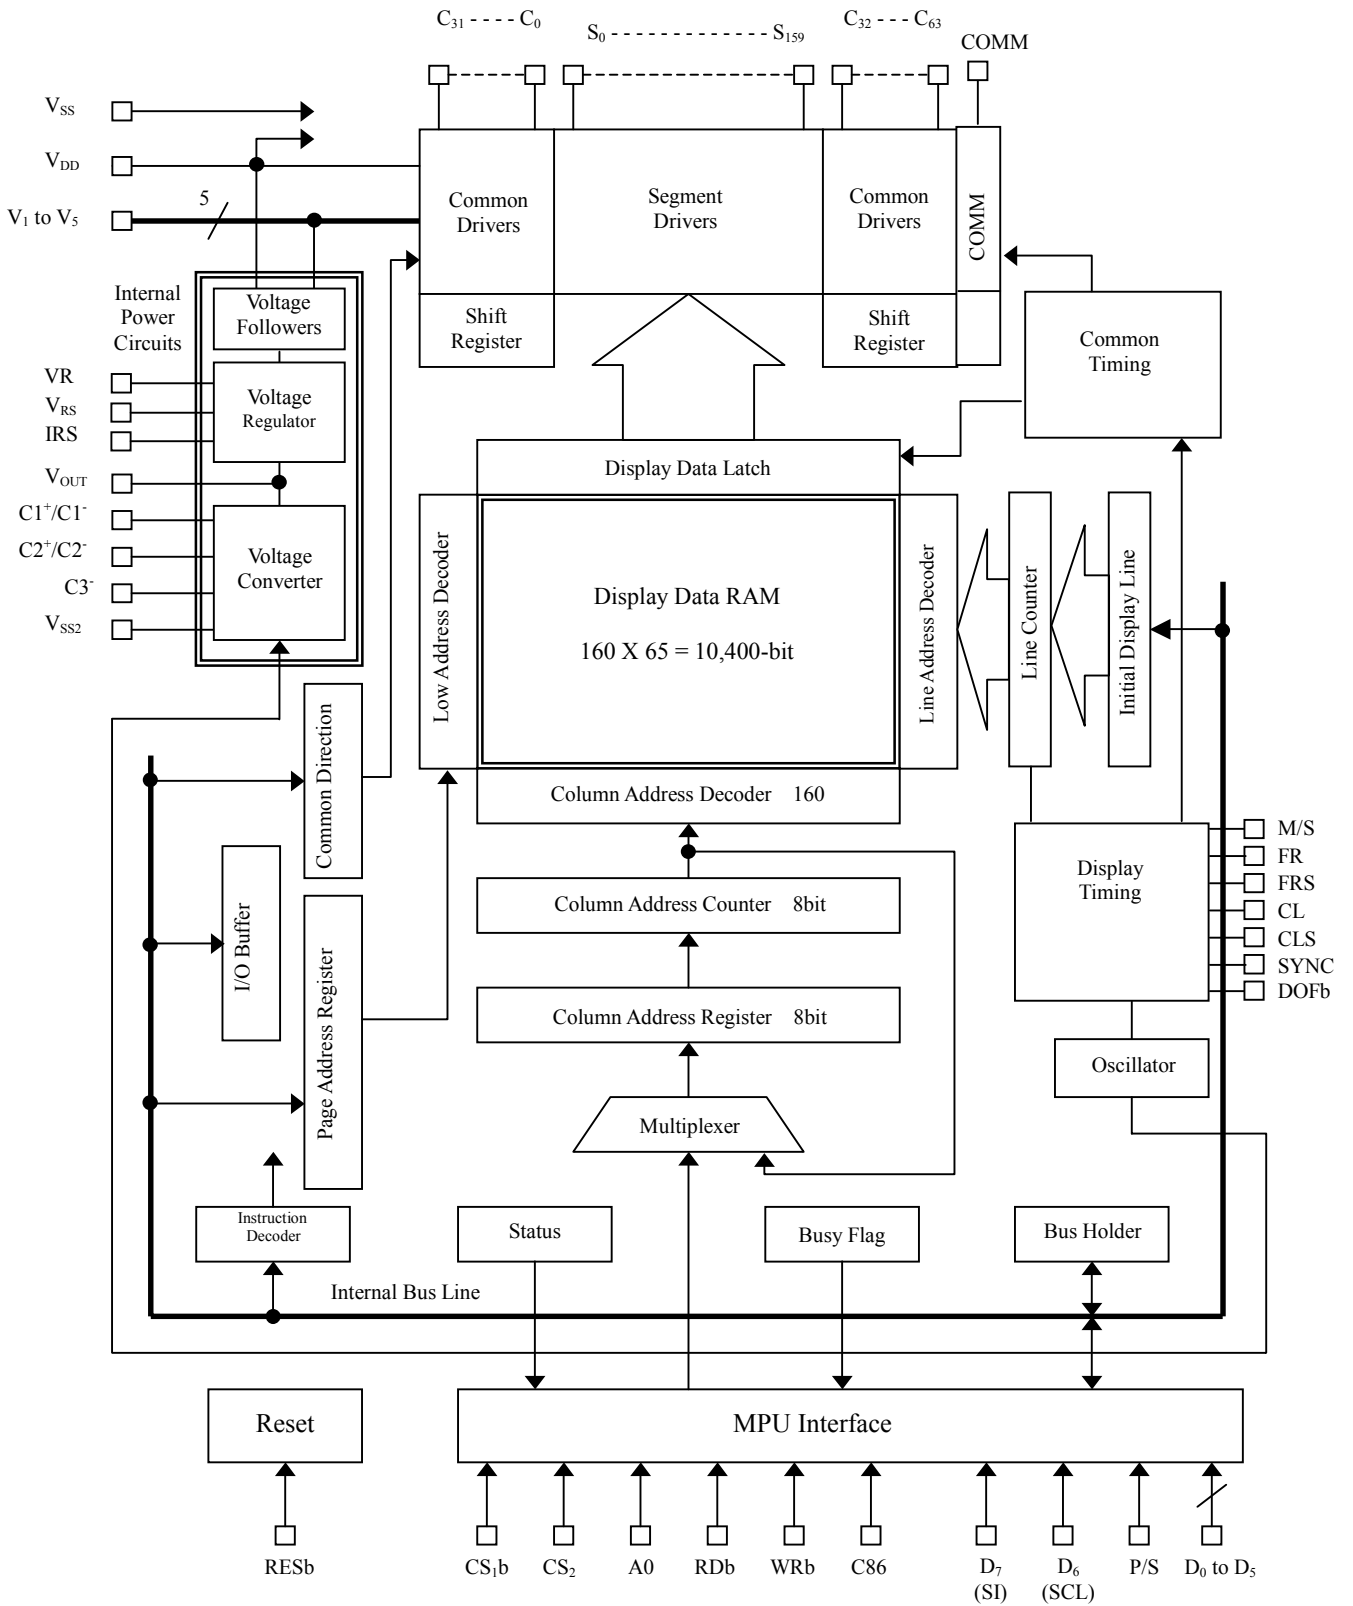 C31 - - - - C0
S0 - - - - - - - - - - - - S159
C32 - - - C63
COMM
VSS
VDD
V1 to V5
5
Common
Drivers
Segment
Drivers
Common
Drivers
COMM
Shift
Register
Shift
Register
Internal
Power
Circuits
Voltage
Followers
VR
VRS
IRS
Voltage
Regulator
VOUT
C1+/C1-
C2+/C2-
C3-
VSS2
Voltage
Converter
Common
Timing
Display Data Latch
Low Address Decoder
Display Data RAM
160 X 65 = 10,400-bit
Line Address Decoder
Line Counter
Initial Display Line
Column Address Decoder 160
Common Direction
I/O Buffer
Page Address Register
Column Address Counter 8bit
Column Address Register 8bit
Multiplexer
Display
Timing
M/S
FR
FRS
CL
CLS
SYNC
DOFb
Oscillator
Instruction
Decoder
Status
Busy Flag
Bus Holder
Internal Bus Line
Reset
MPU Interface
RESb
CS1b
CS2
A0
RDb
WRb
C86
D7
(SI)
D6
(SCL)
P/S
D0 to D5